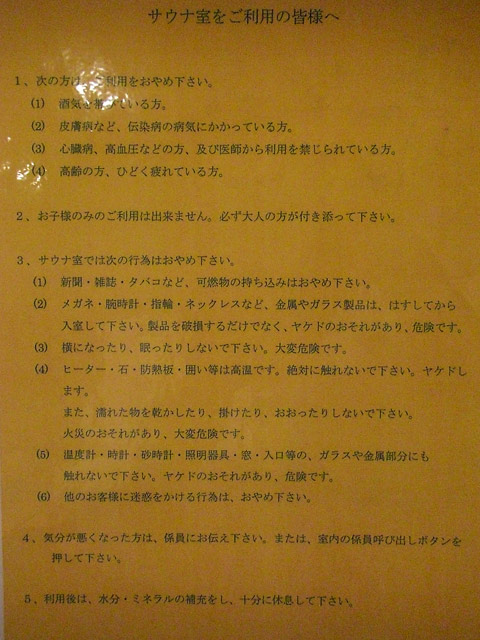 サウナ室をご利用の皆様へ
1、次の方は、ご利用をおやめ下さい。
(1) 酒気を帯びている方。
(2) 皮膚病など、伝染病の病気にかかっている方。
(3) 心臓病、高血圧などの方、及び医師から利用を禁じられている方。
(4) 高齢の方、ひどく疲れている方。
2、お子様のみのご利用は出来ません。必ず大人の方が付き添って下さい。
3、サウナ室では次の行為はおやめ下さい。
(1) 新聞・雑誌・タバコなど、可燃物の持ち込みはおやめ下さい。
(2) メガネ・腕時計・指輪・ネックレスなど、金属やガラス製品は、はずしてから
入室して下さい。製品を破損するだけでなく、ヤケドのおそれがあり、危険です。
(3) 横になったり、眠ったりしないで下さい。大変危険です。
(4) ヒーター・石・防熱板・囲い等は高温です。絶対に触れないで下さい。ヤケドし
ます。
また、濡れた物を乾かしたり、掛けたり、おおったりしないで下さい。
火災のおそれがあり、大変危険です。
(5) 温度計・時計・砂時計・照明器具・窓・入口等の、ガラスや金属部分にも
触れないで下さい。ヤケドのおそれがあり、危険です。
(6) 他のお客様に迷惑をかける行為は、おやめ下さい。
4、気分が悪くなった方は、係員にお伝え下さい。または、室内の係員呼び出しボタンを
押して下さい。
5、利用後は、水分・ミネラルの補充をし、十分に休息して下さい。